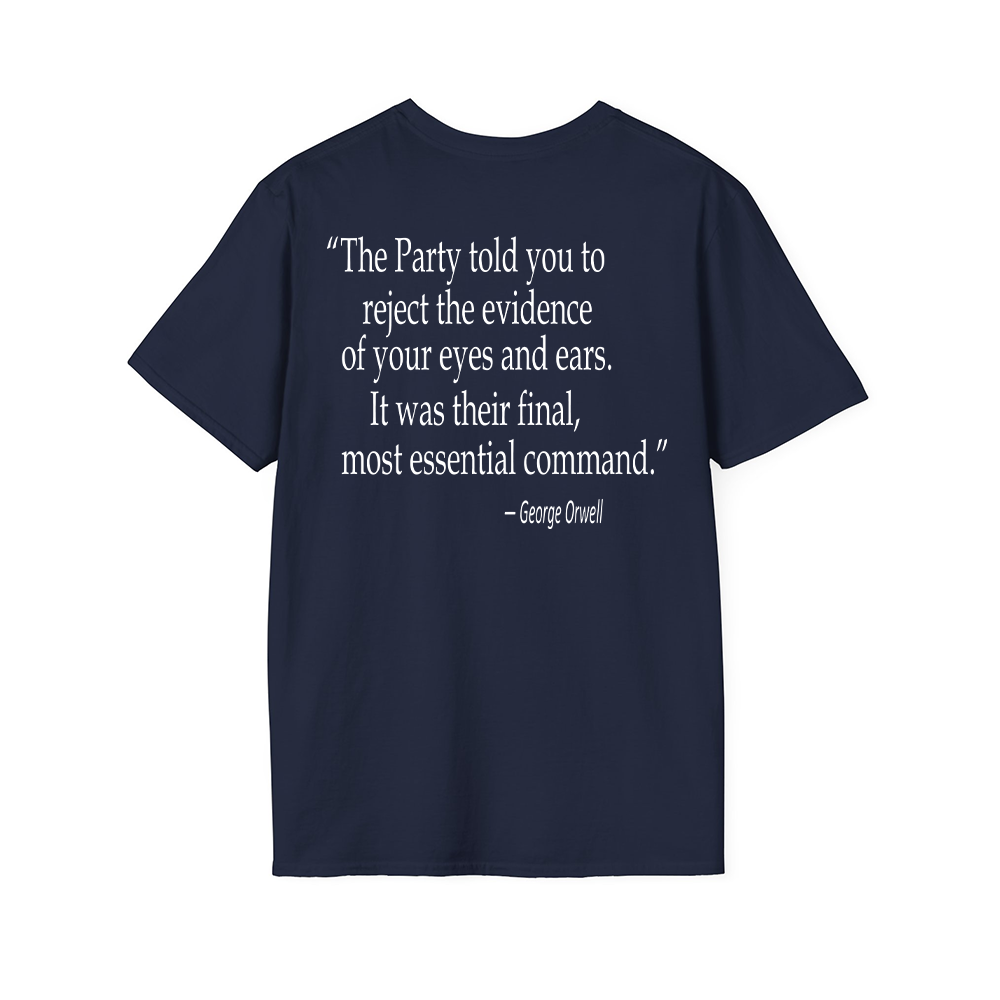 “The Party told you to
reject the evidence
of your eyes and ears.
It was their final,
most essential command.”
– George Orwell